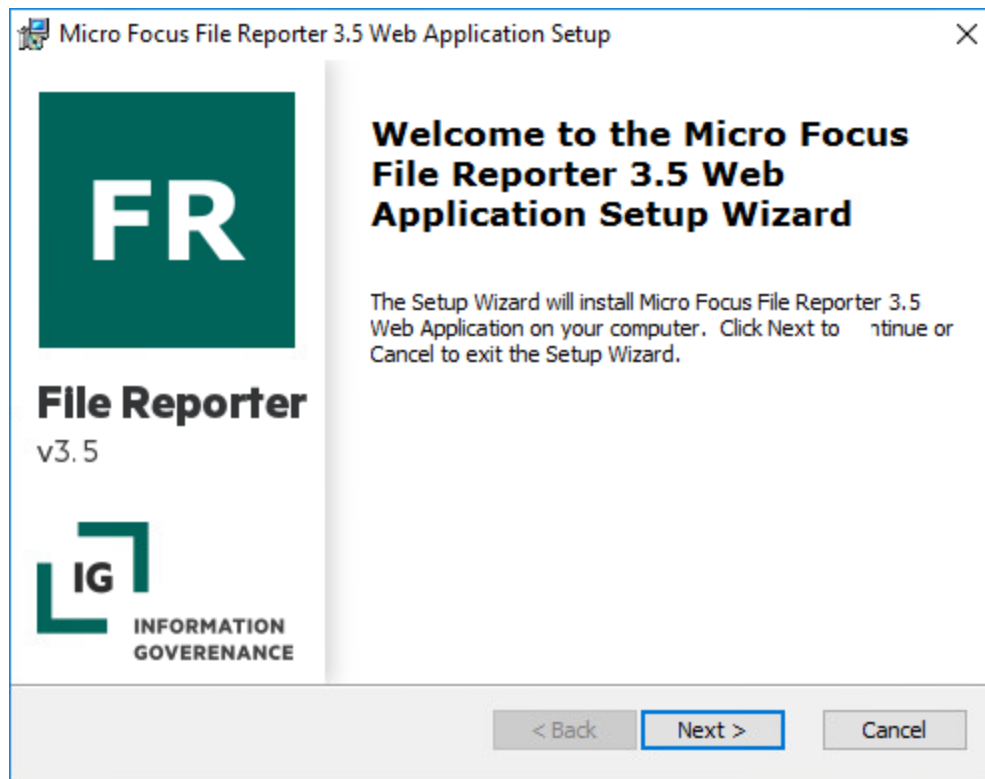 Micro Focus File Reporter 3.5 Web Application Setup
FR
File Reporter
v3.5
IG
INFORMATION
GOVERENANCE
Welcome to the Micro Focus
File Reporter 3.5 Web
Application Setup Wizard
The Setup Wizard will install Micro Focus File Reporter 3.5
Web Application on your computer. Click Next to ntinue or
Cancel to exit the Setup Wizard.
< Back
Next >
Cancel